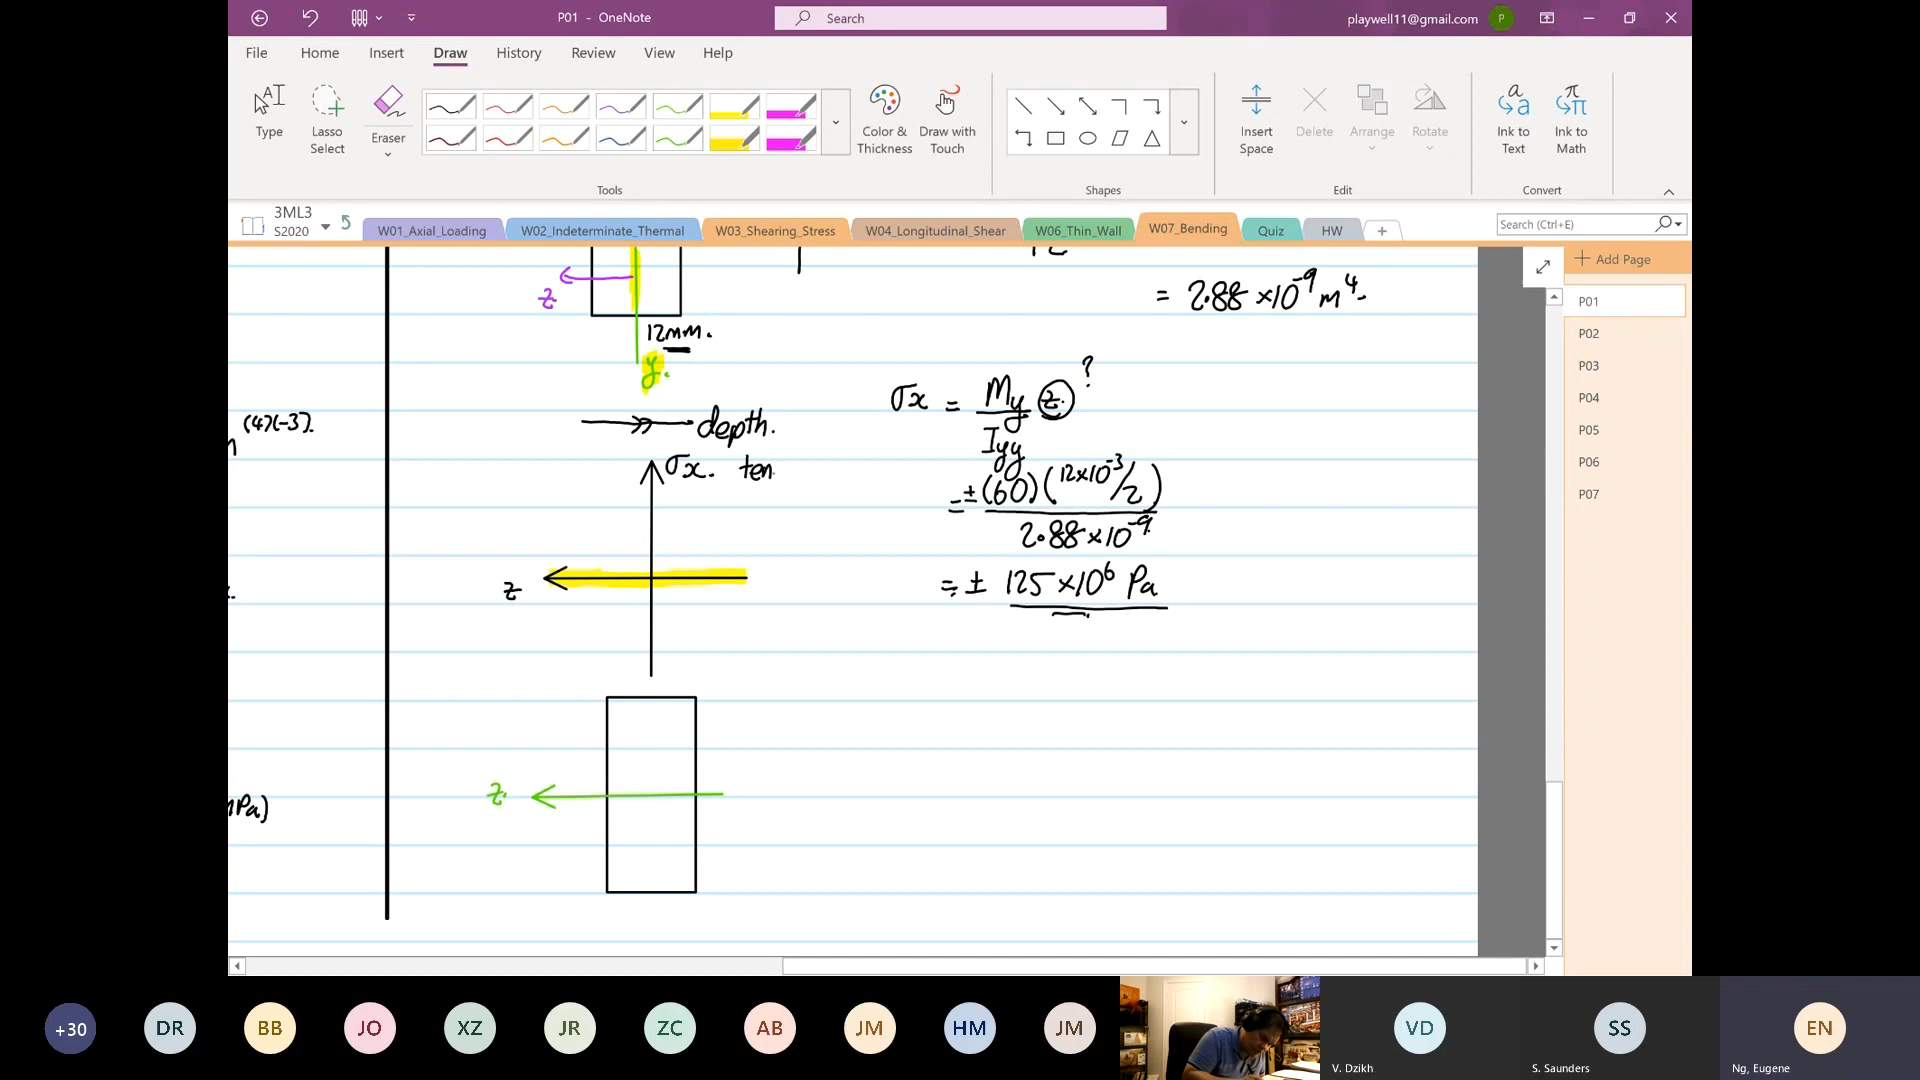 P01 - OneNote
Search
playwell11@gmail.com
P
File Home Insert Draw History Review View Help
Type
Lasso Select
Eraser
Color & Thickness
Draw with Touch
Insert Space
Delete
Arrange
Rotate
Ink to Text
Ink to Math
Tools
Shapes
Edit
Convert
3ML3 S2020
W01_Axial_Loading
W02_Indeterminate_Thermal
W03_Shearing_Stress
W04_Longitudinal_Shear
W06_Thin_Wall
W07_Bending
Quiz
HW
Search (Ctrl+E)
Add Page
P01
P02
P03
P04
P05
P06
P07
z
12mm.
y.
= 2.88 ×10⁻⁹ m⁴.
(4)(-3).
depth.
σx. ten
z
σx = My z. ?
Iyy
= ± (60)(12×10⁻³/2)
2.88×10⁻⁹
= ± 125 ×10⁶ Pa
z.
Pa)
+30
DR
BB
JO
XZ
JR
ZC
AB
JM
HM
JM
VD
V. Dzikh
SS
S. Saunders
EN
Ng, Eugene